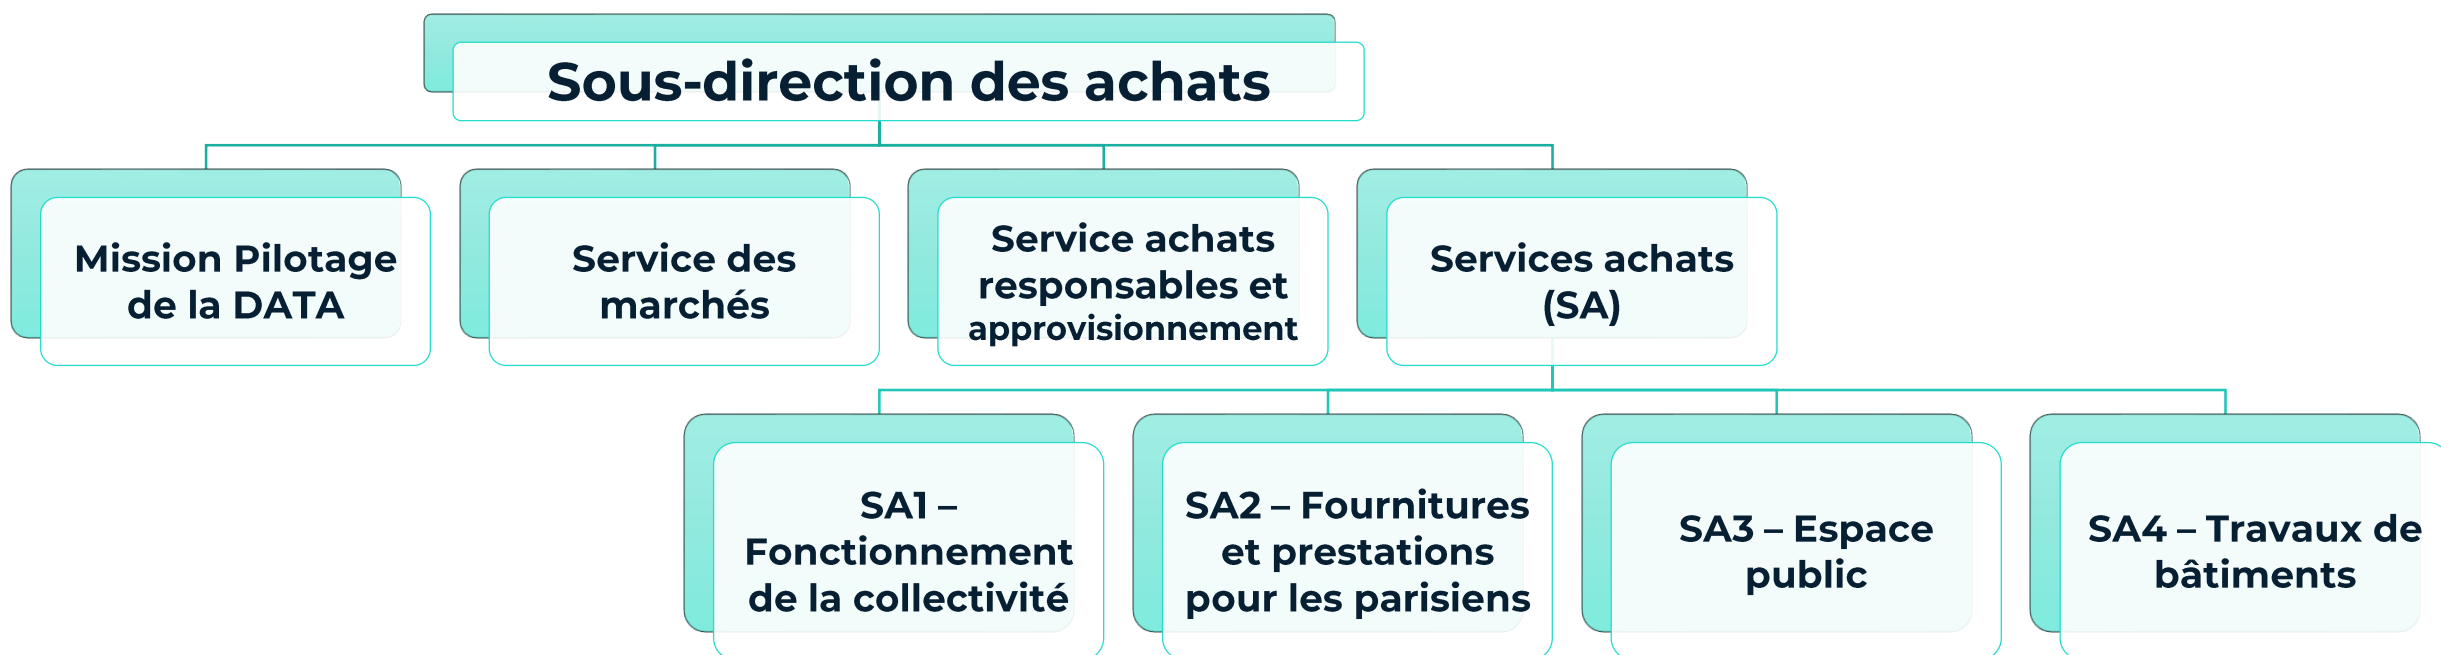 Sous-direction des achats
Mission Pilotage
de la DATA
Service des
marchés
Service achats
responsables et
approvisionnement
Services achats
(SA)
SA1 –
Fonctionnement
de la collectivité
SA2 – Fournitures
et prestations
pour les parisiens
SA3 – Espace
public
SA4 – Travaux de
bâtiments